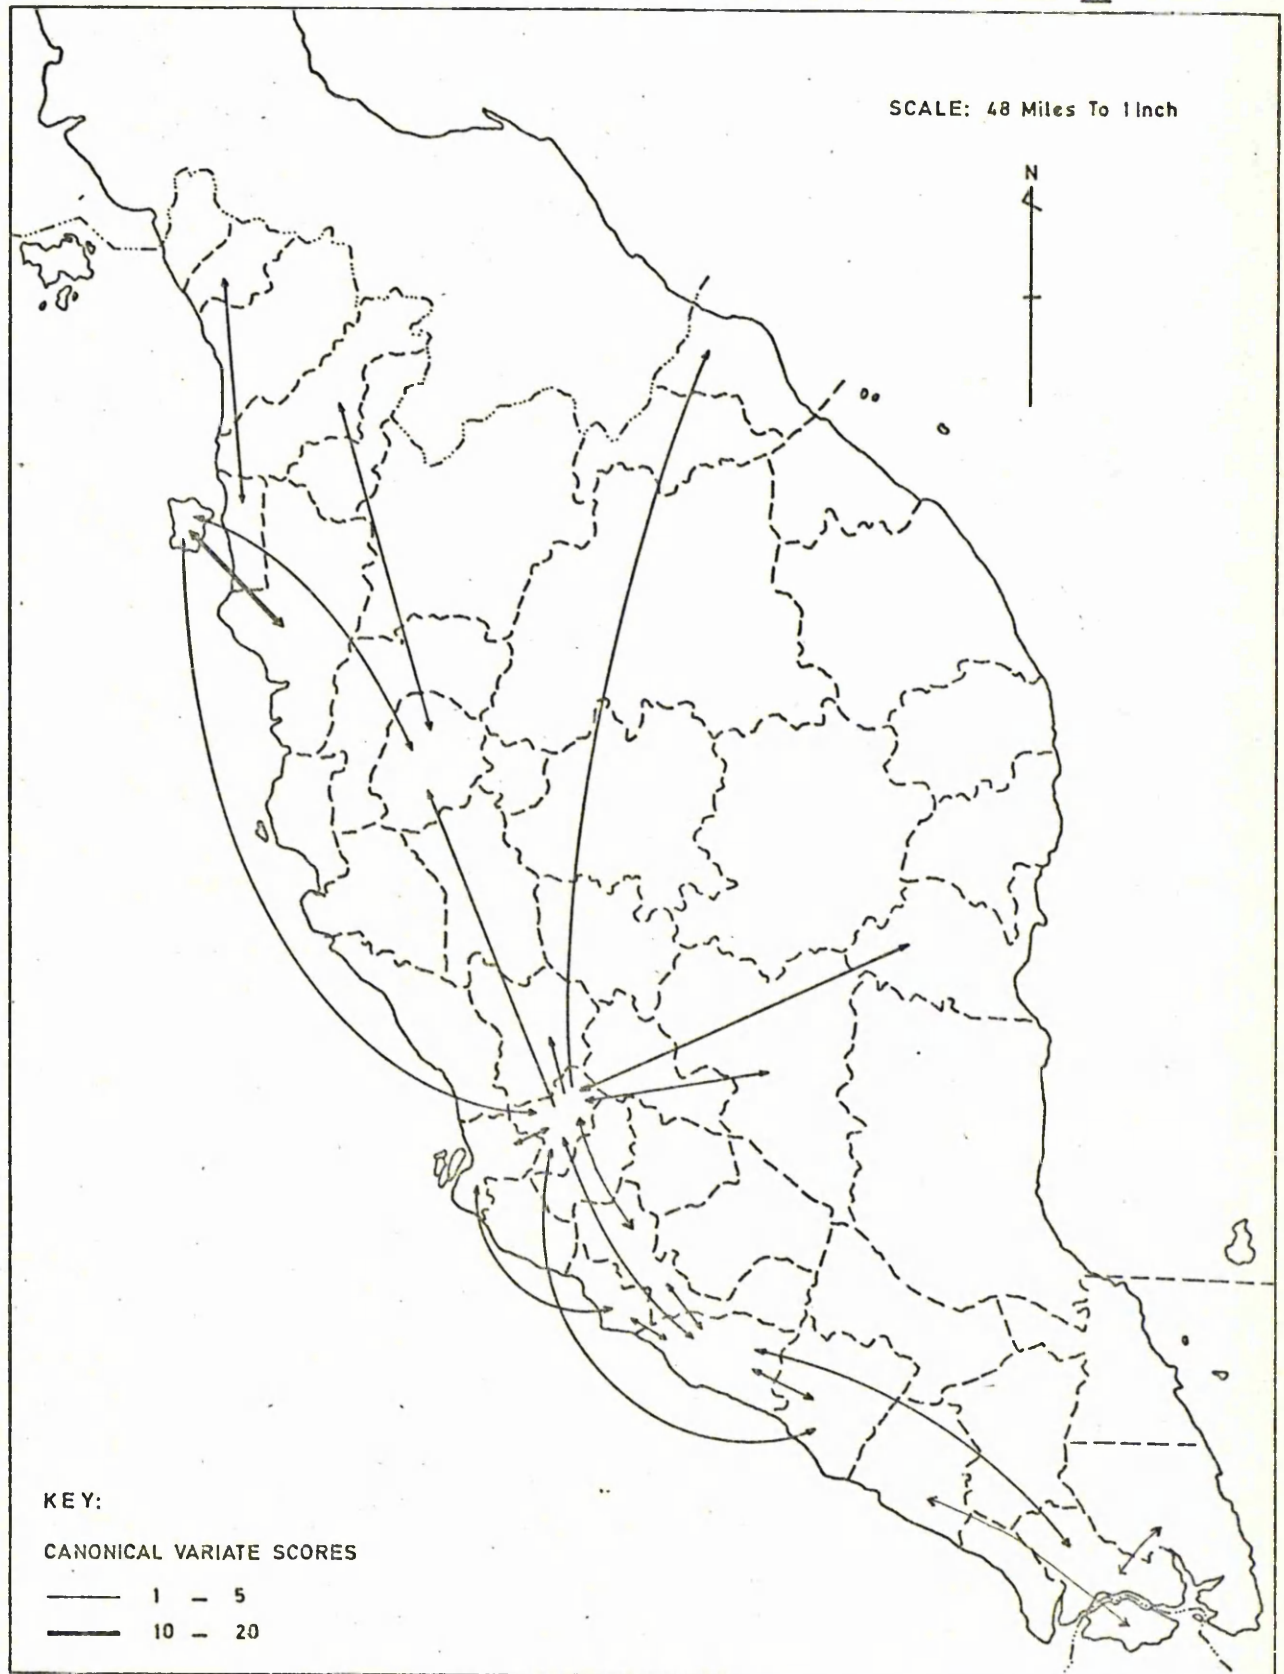 SCALE: 48 Miles To 1 Inch
N
KEY:
CANONICAL VARIATE SCORES
1 – 5
10 – 20